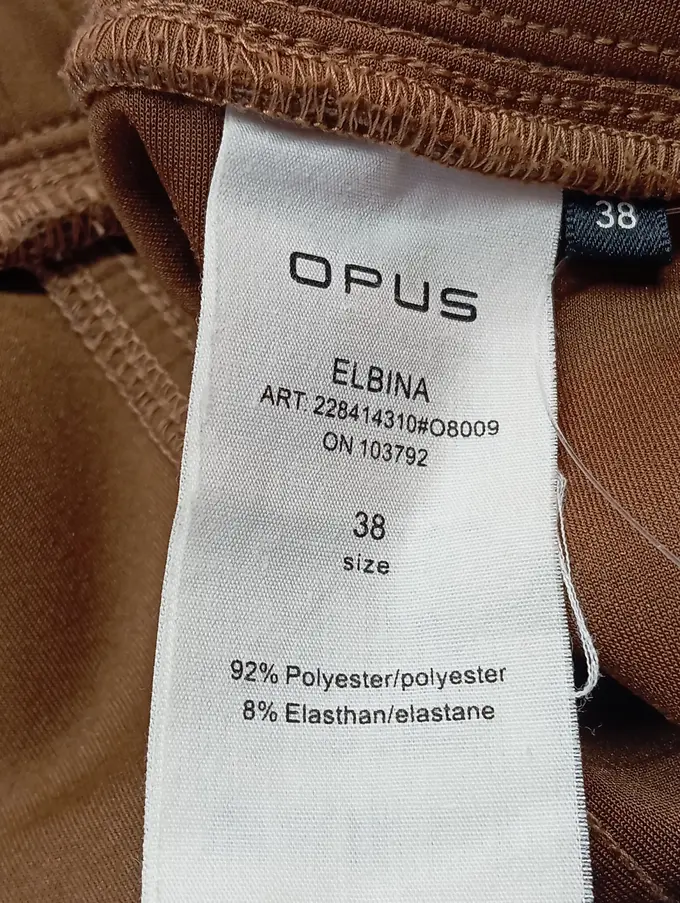 38
OPUS
ELBINA
ART. 228414310#O8009
ON 103792
38
size
92% Polyester/polyester
8% Elasthan/elastane